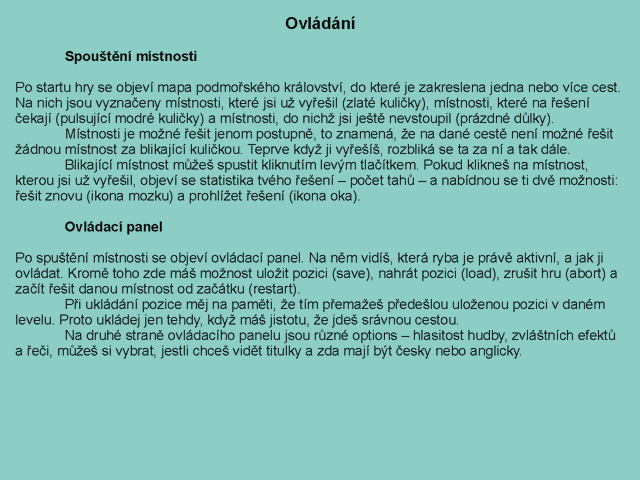 Ovládání
Spouštění místnosti
Po startu hry se objeví mapa podmořského království, do které je zakreslena jedna nebo více cest.
Na nich jsou vyznačeny místnosti, které jsi už vyřešil (zlaté kuličky), místnosti, které na řešení
čekají (pulsující modré kuličky) a místnosti, do nichž jsi ještě nevstoupil (prázdné důlky).
Místnosti je možné řešit jenom postupně, to znamená, že na dané cestě není možné řešit
žádnou místnost za blikající kuličkou. Teprve když ji vyřešíš, rozbliká se ta za ní a tak dále.
Blikající místnost můžeš spustit kliknutím levým tlačítkem. Pokud klikneš na místnost,
kterou jsi už vyřešil, objeví se statistika tvého řešení – počet tahů – a nabídnou se ti dvě možnosti:
řešit znovu (ikona mozku) a prohlížet řešení (ikona oka).
Ovládací panel
Po spuštění místnosti se objeví ovládací panel. Na něm vidíš, která ryba je právě aktivní, a jak ji
ovládat. Kromě toho zde máš možnost uložit pozici (save), nahrát pozici (load), zrušit hru (abort) a
začít řešit danou místnost od začátku (restart).
Při ukládání pozice měj na paměti, že tím přemažeš předešlou uloženou pozici v daném
levelu. Proto ukládej jen tehdy, když máš jistotu, že jdeš srávnou cestou.
Na druhé straně ovládacího panelu jsou různé options – hlasitost hudby, zvláštních efektů
a řeči, můžeš si vybrat, jestli chceš vidět titulky a zda mají být česky nebo anglicky.